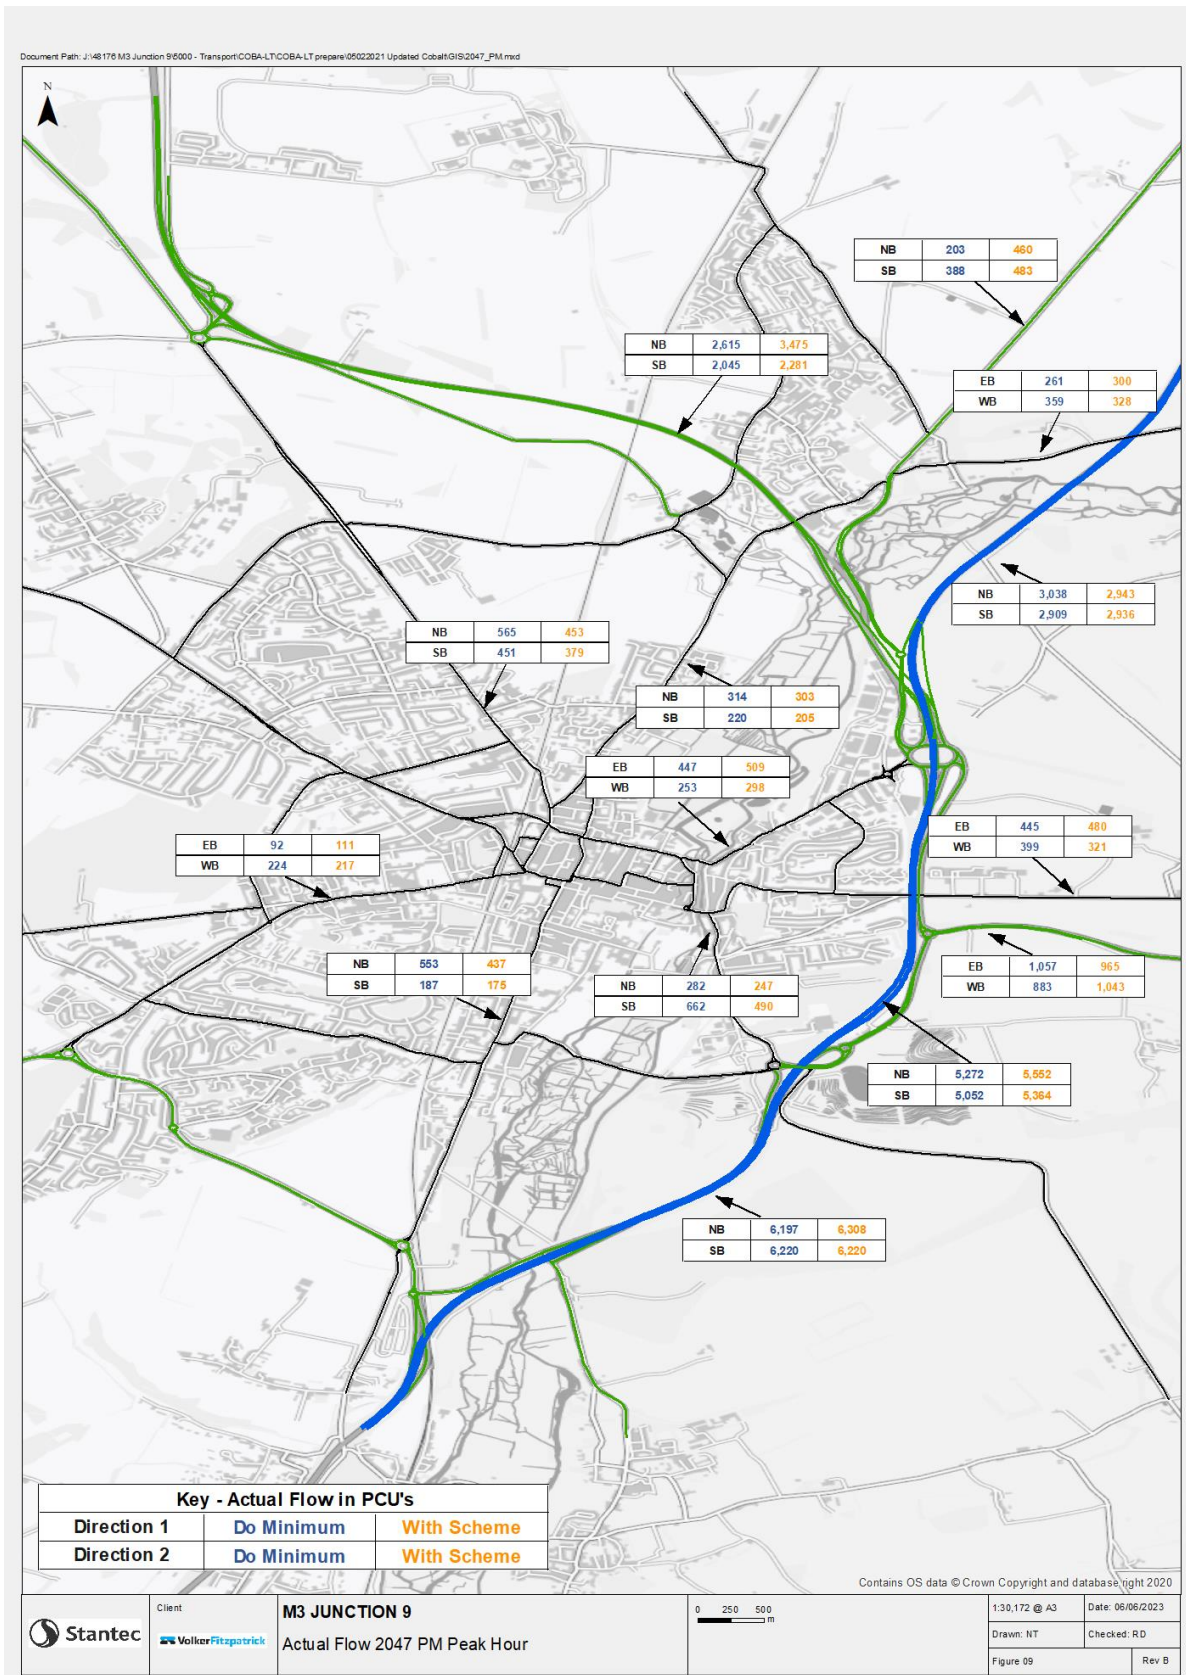 Document Path: J:\48176 M3 Junction 9\5000 - Transport\COBA-LT\COBA-LT prepare\05022021 Updated Cobalt\GIS\2047_PM.mxd
N
NB 203 460
SB 388 483
NB 2,615 3,475
SB 2,045 2,281
EB 261 300
WB 359 328
NB 3,038 2,943
SB 2,909 2,936
NB 565 453
SB 451 379
NB 314 303
SB 220 205
EB 447 509
WB 253 298
EB 445 480
WB 399 321
EB 92 111
WB 224 217
NB 553 437
SB 187 175
NB 282 247
SB 662 490
EB 1,057 965
WB 883 1,043
NB 5,272 5,552
SB 5,052 5,364
NB 6,197 6,308
SB 6,220 6,220
Key - Actual Flow in PCU's
Direction 1 Do Minimum With Scheme
Direction 2 Do Minimum With Scheme
Contains OS data © Crown Copyright and database right 2020
Stantec
Client
VolkerFitzpatrick
M3 JUNCTION 9
Actual Flow 2047 PM Peak Hour
0 250 500
m
1:30,172 @ A3 Date: 06/06/2023
Drawn: NT Checked: RD
Figure 09 Rev B